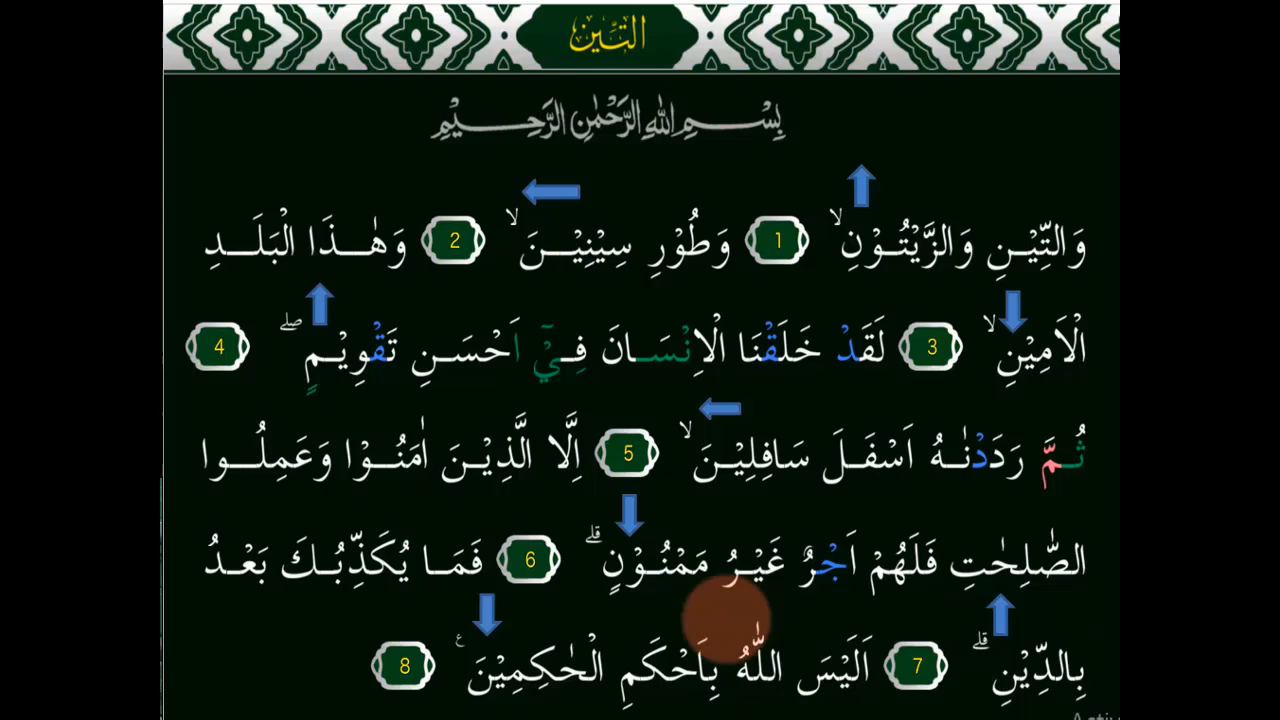 التين
بِسْمِ اللهِ الرَّحْمٰنِ الرَّحِيْمِ
وَالتِّيْنِ وَالزَّيْتُوْنِ ۙ 1 وَطُوْرِ سِيْنِيْنَ ۙ 2 وَهٰذَا الْبَلَدِ
الْاَمِيْنِ ۙ 3 لَقَدْ خَلَقْنَا الْاِنْسَانَ فِيْٓ اَحْسَنِ تَقْوِيْمٍ ۖ 4
ثُمَّ رَدَدْنٰهُ اَسْفَلَ سَافِلِيْنَ ۙ 5 اِلَّا الَّذِيْنَ اٰمَنُوْا وَعَمِلُوا
الصّٰلِحٰتِ فَلَهُمْ اَجْرٌ غَيْرُ مَمْنُوْنٍ ۗ 6 فَمَا يُكَذِّبُكَ بَعْدُ
بِالدِّيْنِ ۗ 7 اَلَيْسَ اللّٰهُ بِاَحْكَمِ الْحٰكِمِيْنَ ࣖ 8